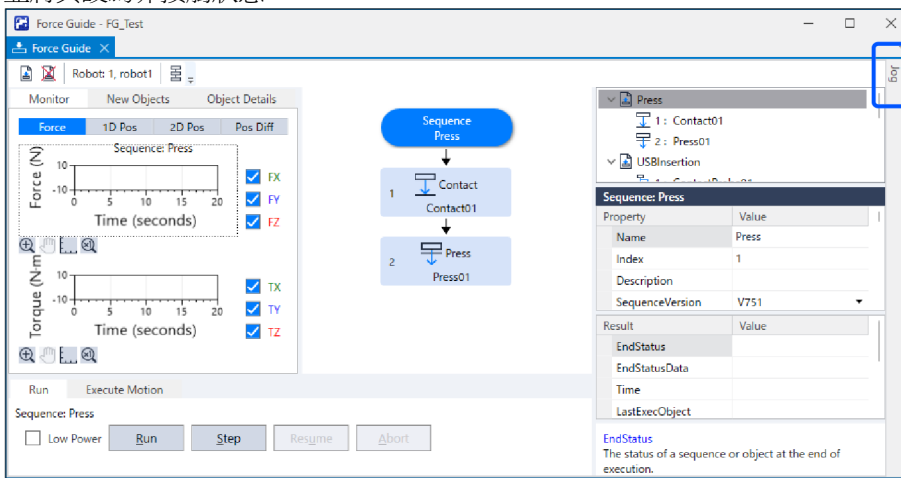 Force Guide - FG_Test
Force Guide
Robot: 1, robot1
Jog
Monitor New Objects Object Details
Force 1D Pos 2D Pos Pos Diff
Sequence: Press
Force (N)
10
-10
0 5 10 15 20
Time (seconds)
FX
FY
FZ
Torque (N·m)
10
-10
0 5 10 15 20
Time (seconds)
TX
TY
TZ
Run Execute Motion
Sequence: Press
Low Power Run Step Resume Abort
Sequence
Press
1 Contact
Contact01
2 Press
Press01
Press
1 : Contact01
2 : Press01
USBInsertion
Sequence: Press
Property Value
Name Press
Index 1
Description
SequenceVersion V751
Result Value
EndStatus
EndStatusData
Time
LastExecObject
EndStatus
The status of a sequence or object at the end of
execution.